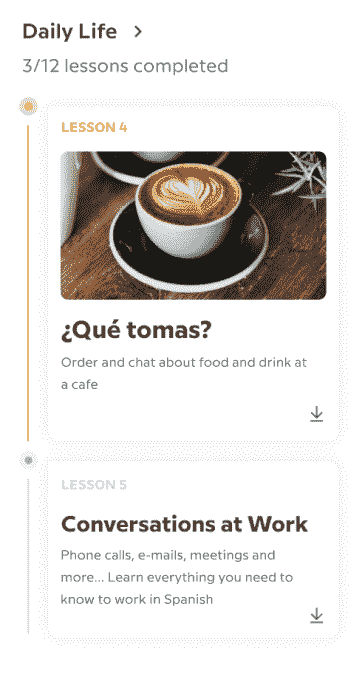 Daily Life
3/12 lessons completed
LESSON 4
¿Qué tomas?
Order and chat about food and drink at
a cafe
LESSON 5
Conversations at Work
Phone calls, e-mails, meetings and
more... Learn everything you need to
know to work in Spanish